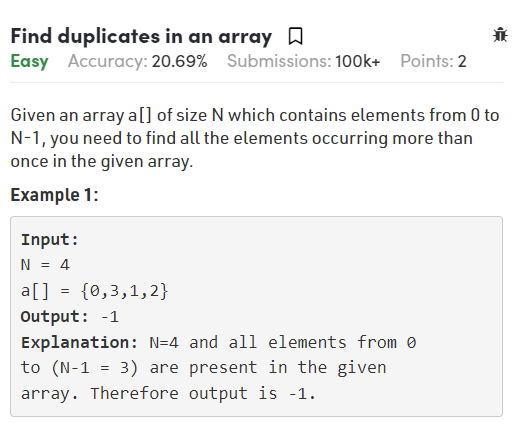 Find duplicates in an array
Easy Accuracy: 20.69% Submissions: 100k+ Points: 2
Given an array a[] of size N which contains elements from 0 to
N-1, you need to find all the elements occurring more than
once in the given array.
Example 1:
Input:
N = 4
a[] = {0,3,1,2}
Output: -1
Explanation: N=4 and all elements from 0
to (N-1 = 3) are present in the given
array. Therefore output is -1.